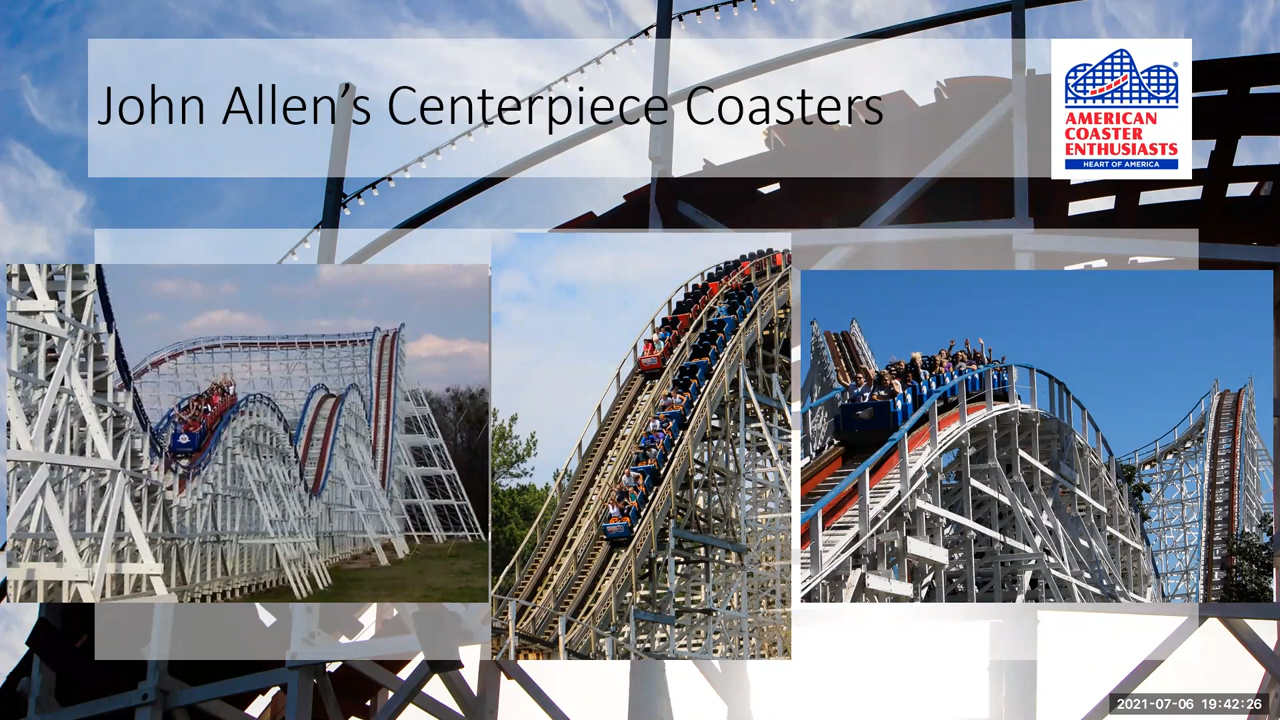 John Allen's Centerpiece Coasters
®
AMERICAN
COASTER
ENTHUSIASTS
HEART OF AMERICA
2021-07-06 19:42:26